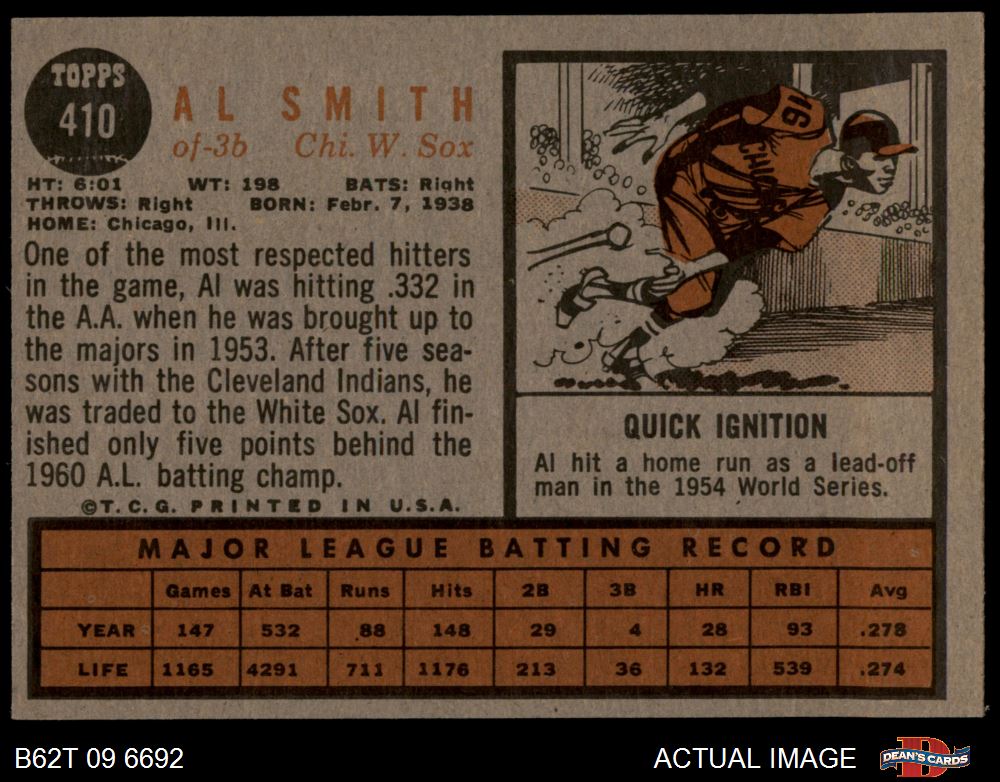 TOPPS
410
AL SMITH
of-3b Chi. W. Sox
HT: 6:01 WT: 198 BATS: Right
THROWS: Right BORN: Febr. 7, 1938
HOME: Chicago, Ill.
One of the most respected hitters
in the game, Al was hitting .332 in
the A.A. when he was brought up to
the majors in 1953. After five sea-
sons with the Cleveland Indians, he
was traded to the White Sox. Al fin-
ished only five points behind the
1960 A.L. batting champ.
©T.C.G. PRINTED IN U.S.A.
16
CHICAGO
QUICK IGNITION
Al hit a home run as a lead-off
man in the 1954 World Series.
MAJOR LEAGUE BATTING RECORD
Games At Bat Runs Hits 2B 3B HR RBI Avg
YEAR 147 532 88 148 29 4 28 93 .278
LIFE 1165 4291 711 1176 213 36 132 539 .274
B62T 09 6692 ACTUAL IMAGE DEAN'S CARDS